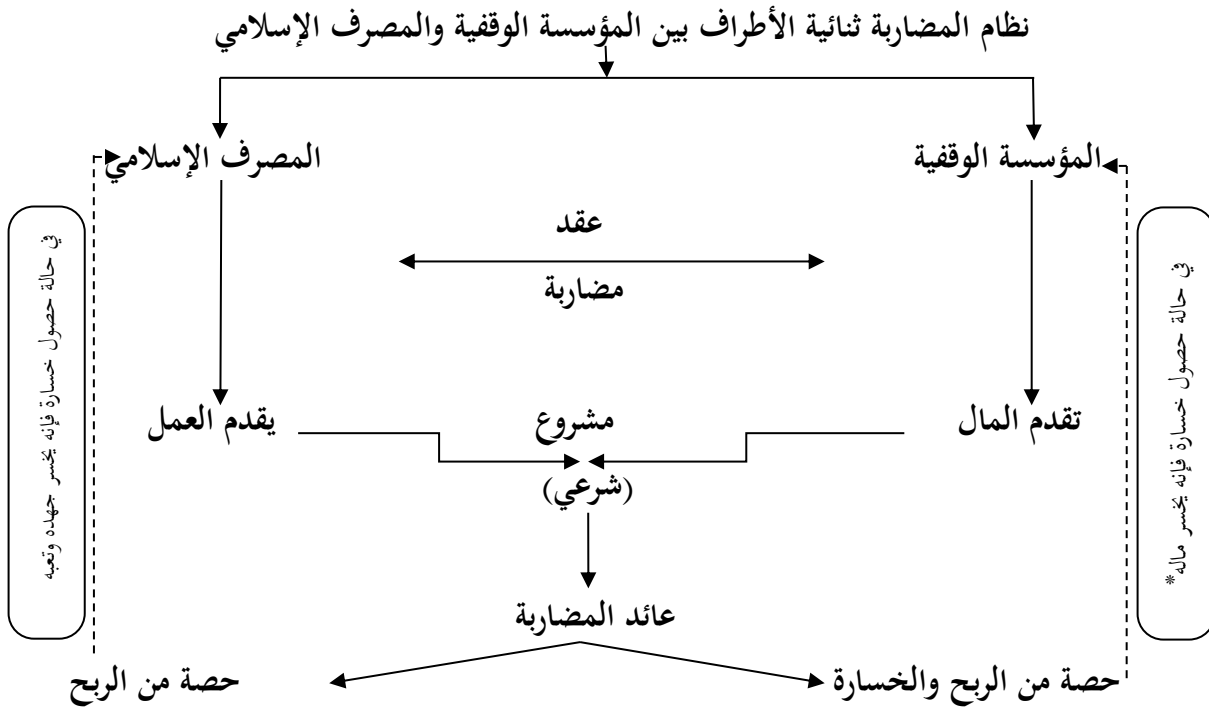 نظام المضاربة ثنائية الأطراف بين المؤسسة الوقفية والمصرف الإسلامي
المؤسسة الوقفية
المصرف الإسلامي
عقد
مضاربة
في حالة حصول خسارة فإنه يخسر ماله*
في حالة حصول خسارة فإنه يخسر جهده وتعبه
تقدم المال
مشروع
(شرعي)
يقدم العمل
عائد المضاربة
حصة من الربح والخسارة
حصة من الربح